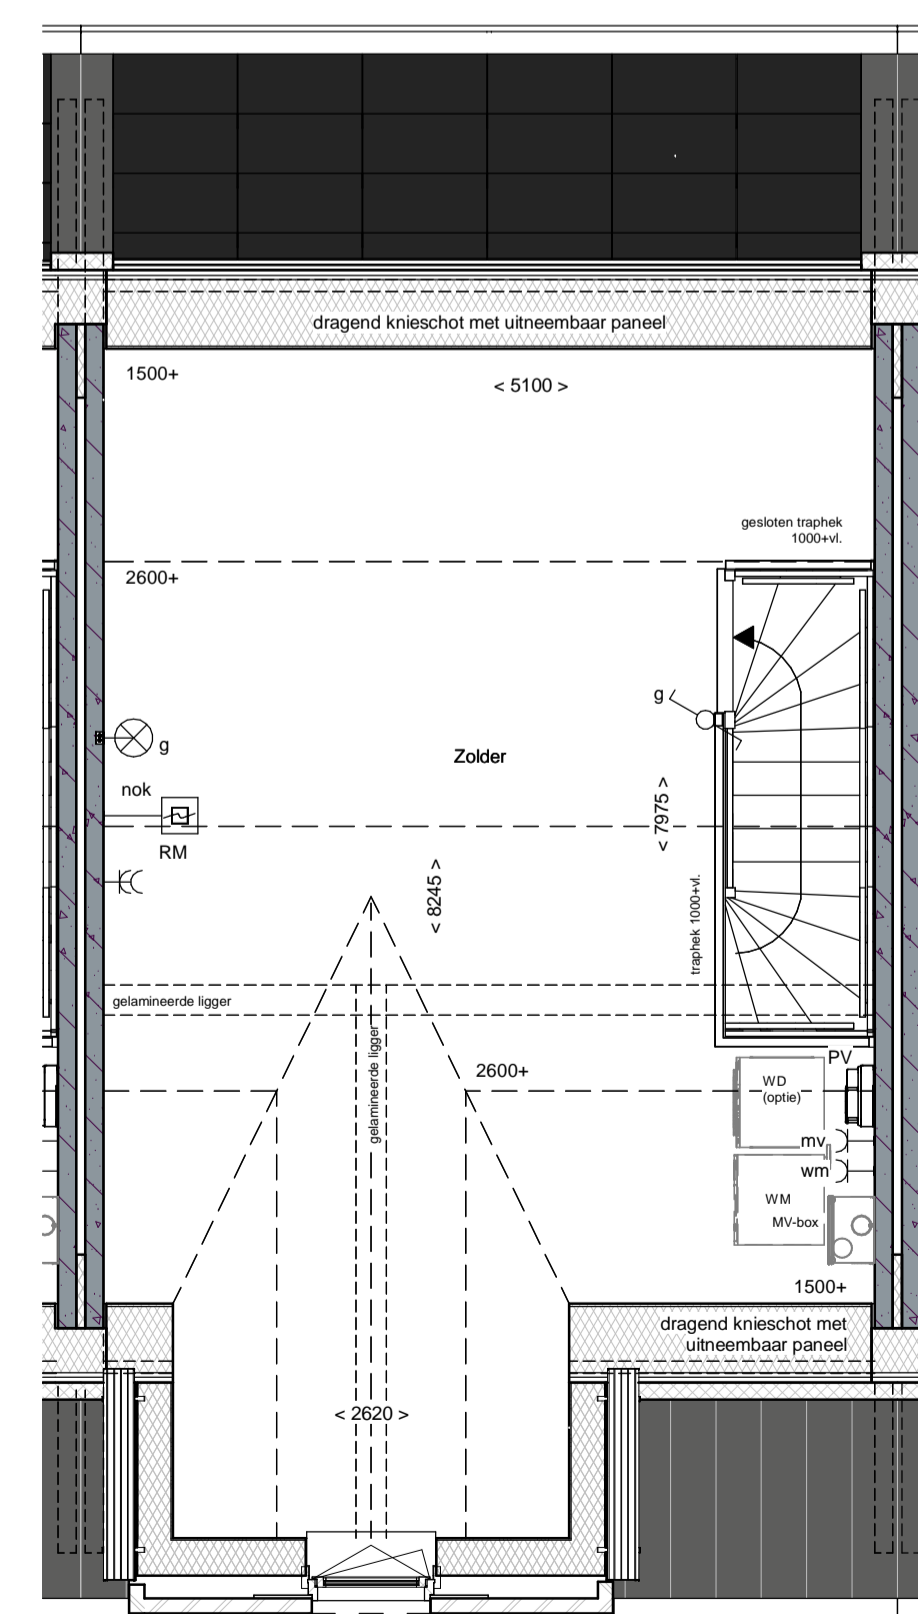 dragend knieschot met uitneembaar paneel
1500+
< 5100 >
gesloten traphek
1000+vl.
2600+
g
g
Zolder
nok
RM
< 7975 >
< 8245 >
traphek 1000+vl.
gelamineerde ligger
gelamineerde ligger
2600+
PV
WD
(optie)
mv
wm
WM
MV-box
1500+
dragend knieschot met
uitneembaar paneel
< 2620 >